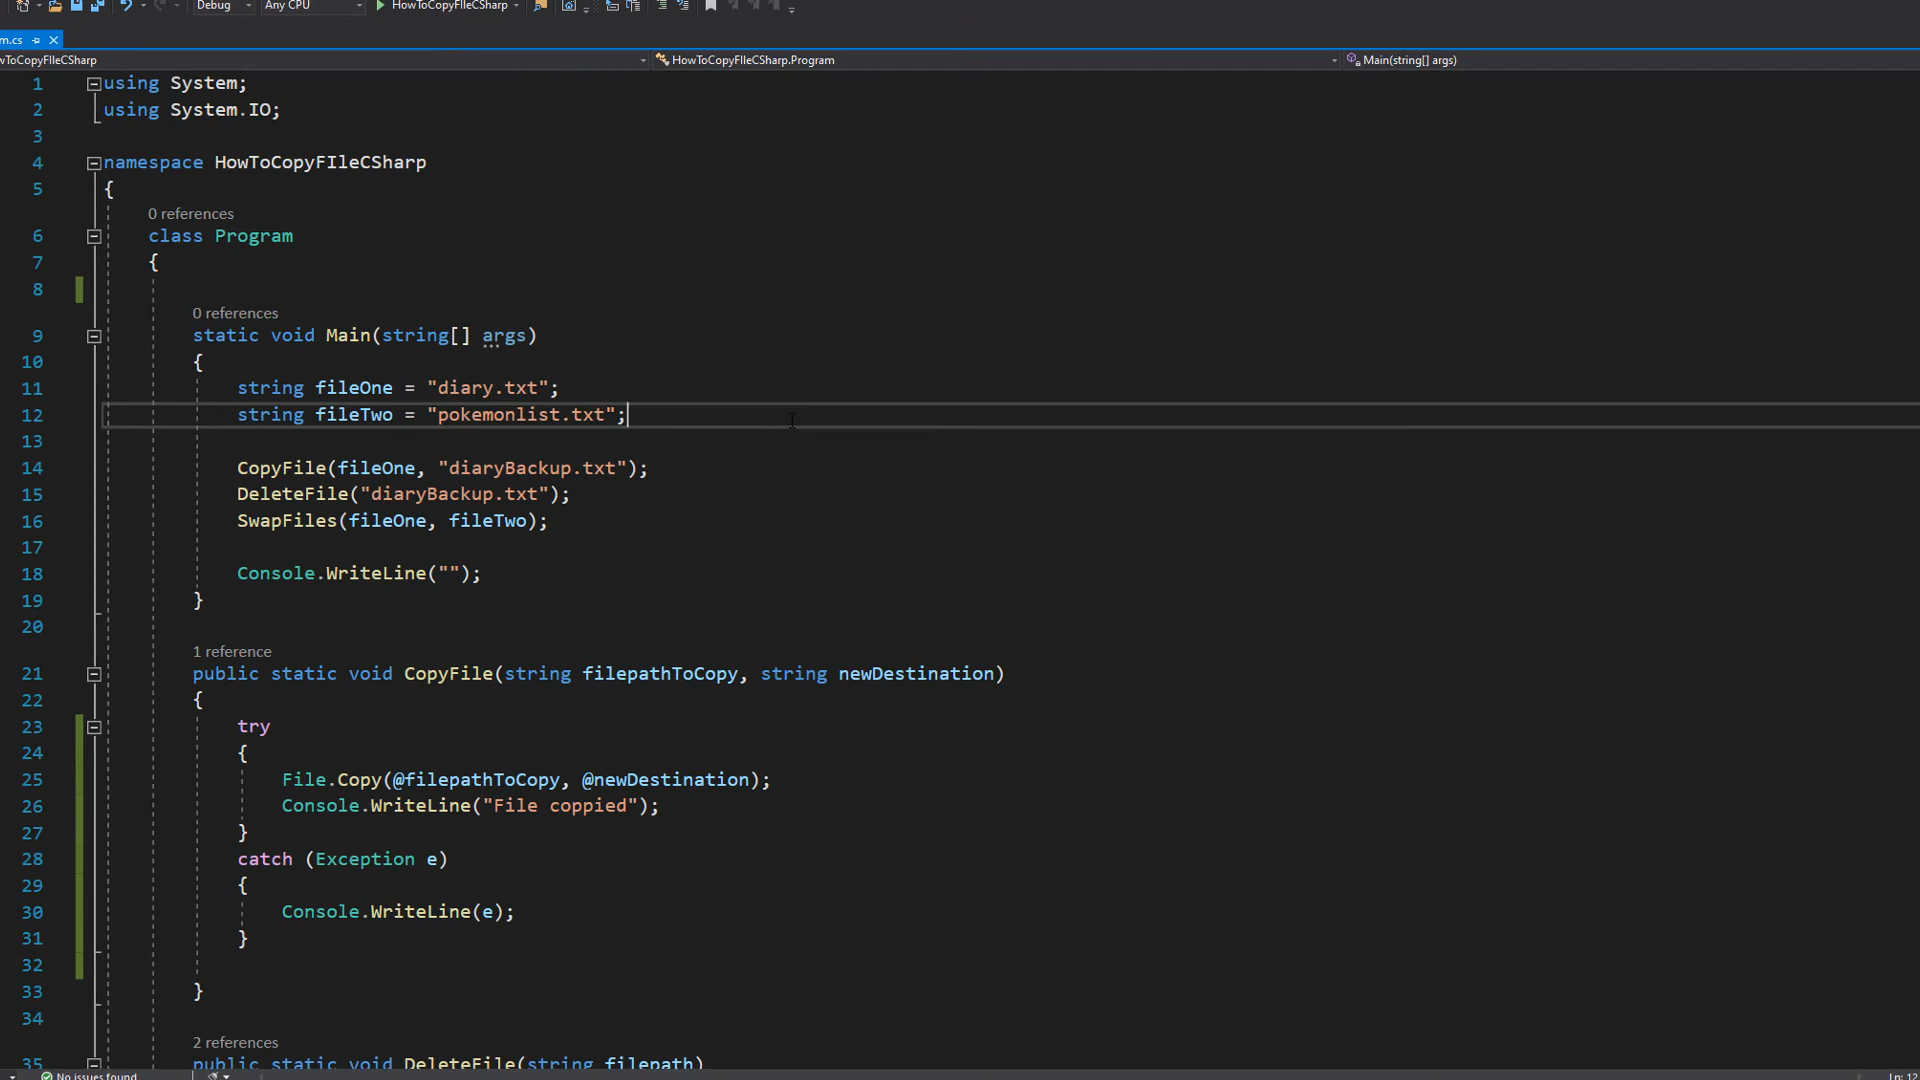 Debug Any CPU HowToCopyFIleCSharp
m.cs
wToCopyFIleCSharp HowToCopyFIleCSharp.Program Main(string[] args)
1 using System;
2 using System.IO;
3
4 namespace HowToCopyFIleCSharp
5 {
0 references
6 class Program
7 {
8
0 references
9 static void Main(string[] args)
10 {
11 string fileOne = "diary.txt";
12 string fileTwo = "pokemonlist.txt";
13
14 CopyFile(fileOne, "diaryBackup.txt");
15 DeleteFile("diaryBackup.txt");
16 SwapFiles(fileOne, fileTwo);
17
18 Console.WriteLine("");
19 }
20
1 reference
21 public static void CopyFile(string filepathToCopy, string newDestination)
22 {
23 try
24 {
25 File.Copy(@filepathToCopy, @newDestination);
26 Console.WriteLine("File coppied");
27 }
28 catch (Exception e)
29 {
30 Console.WriteLine(e);
31 }
32
33 }
34
2 references
35 public static void DeleteFile(string filepath)
No issues found Ln: 12